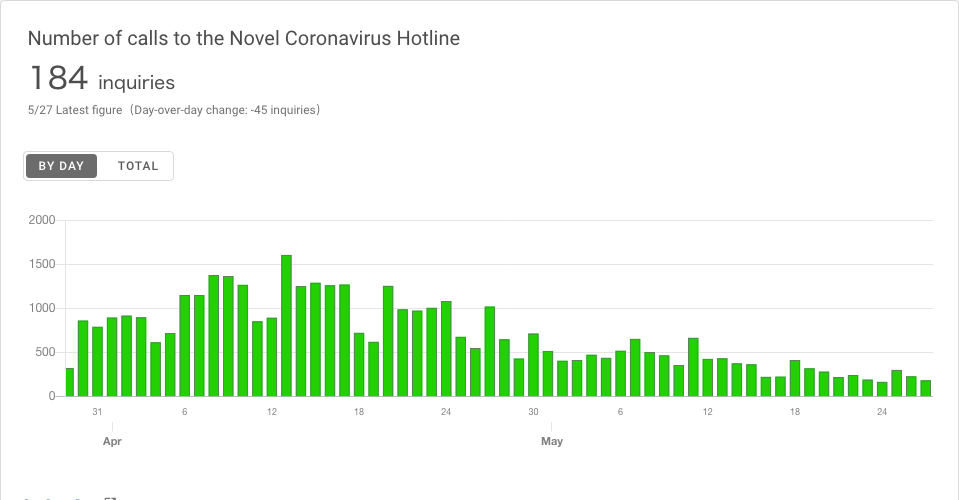 Number of calls to the Novel Coronavirus Hotline
184 inquiries
5/27 Latest figure（Day-over-day change: -45 inquiries）
BY DAY TOTAL
2000
1500
1000
500
0
31 6 12 18 24 30 6 12 18 24
Apr May